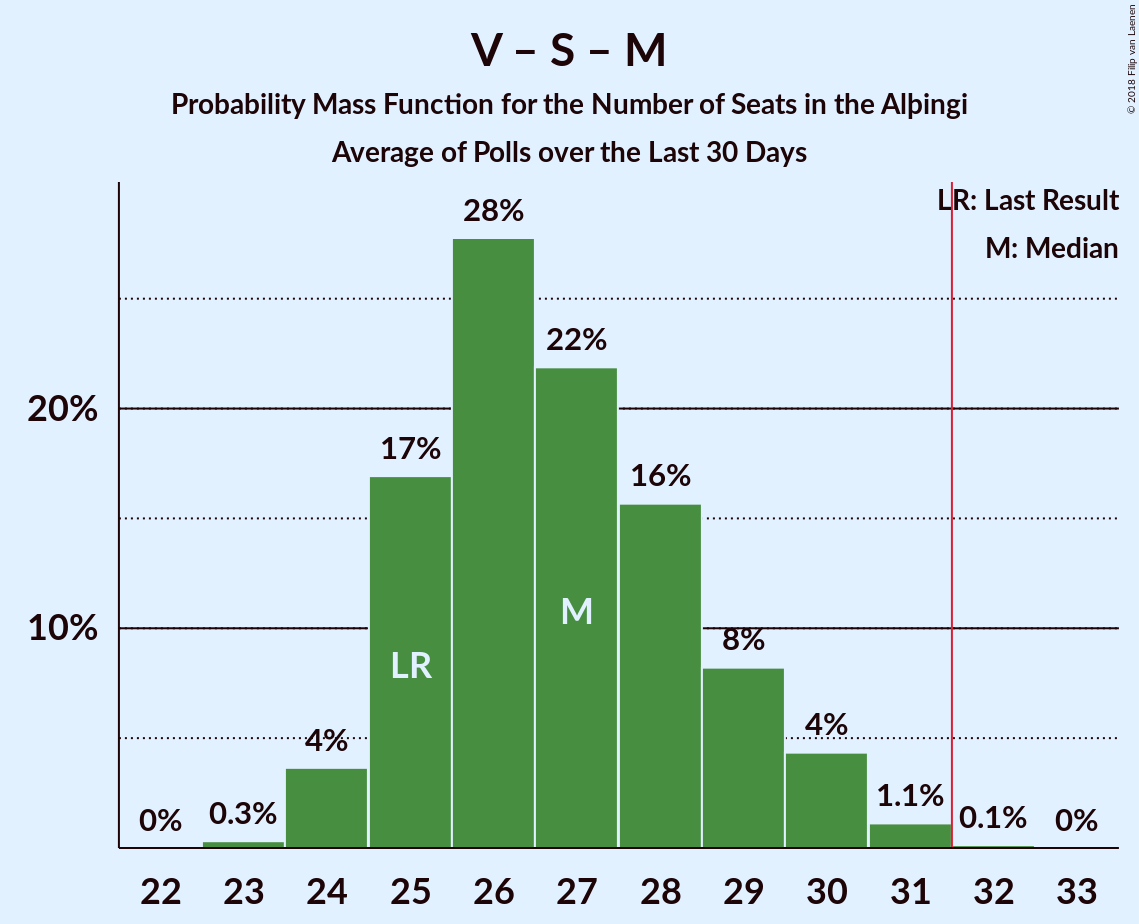 V – S – M
Probability Mass Function for the Number of Seats in the Alþingi
Average of Polls over the Last 30 Days
© 2018 Filip van Laenen
LR: Last Result
M: Median
20%
10%
0%
0.3%
4%
17%
28%
22%
16%
8%
4%
1.1%
0.1%
0%
LR
M
22 23 24 25 26 27 28 29 30 31 32 33